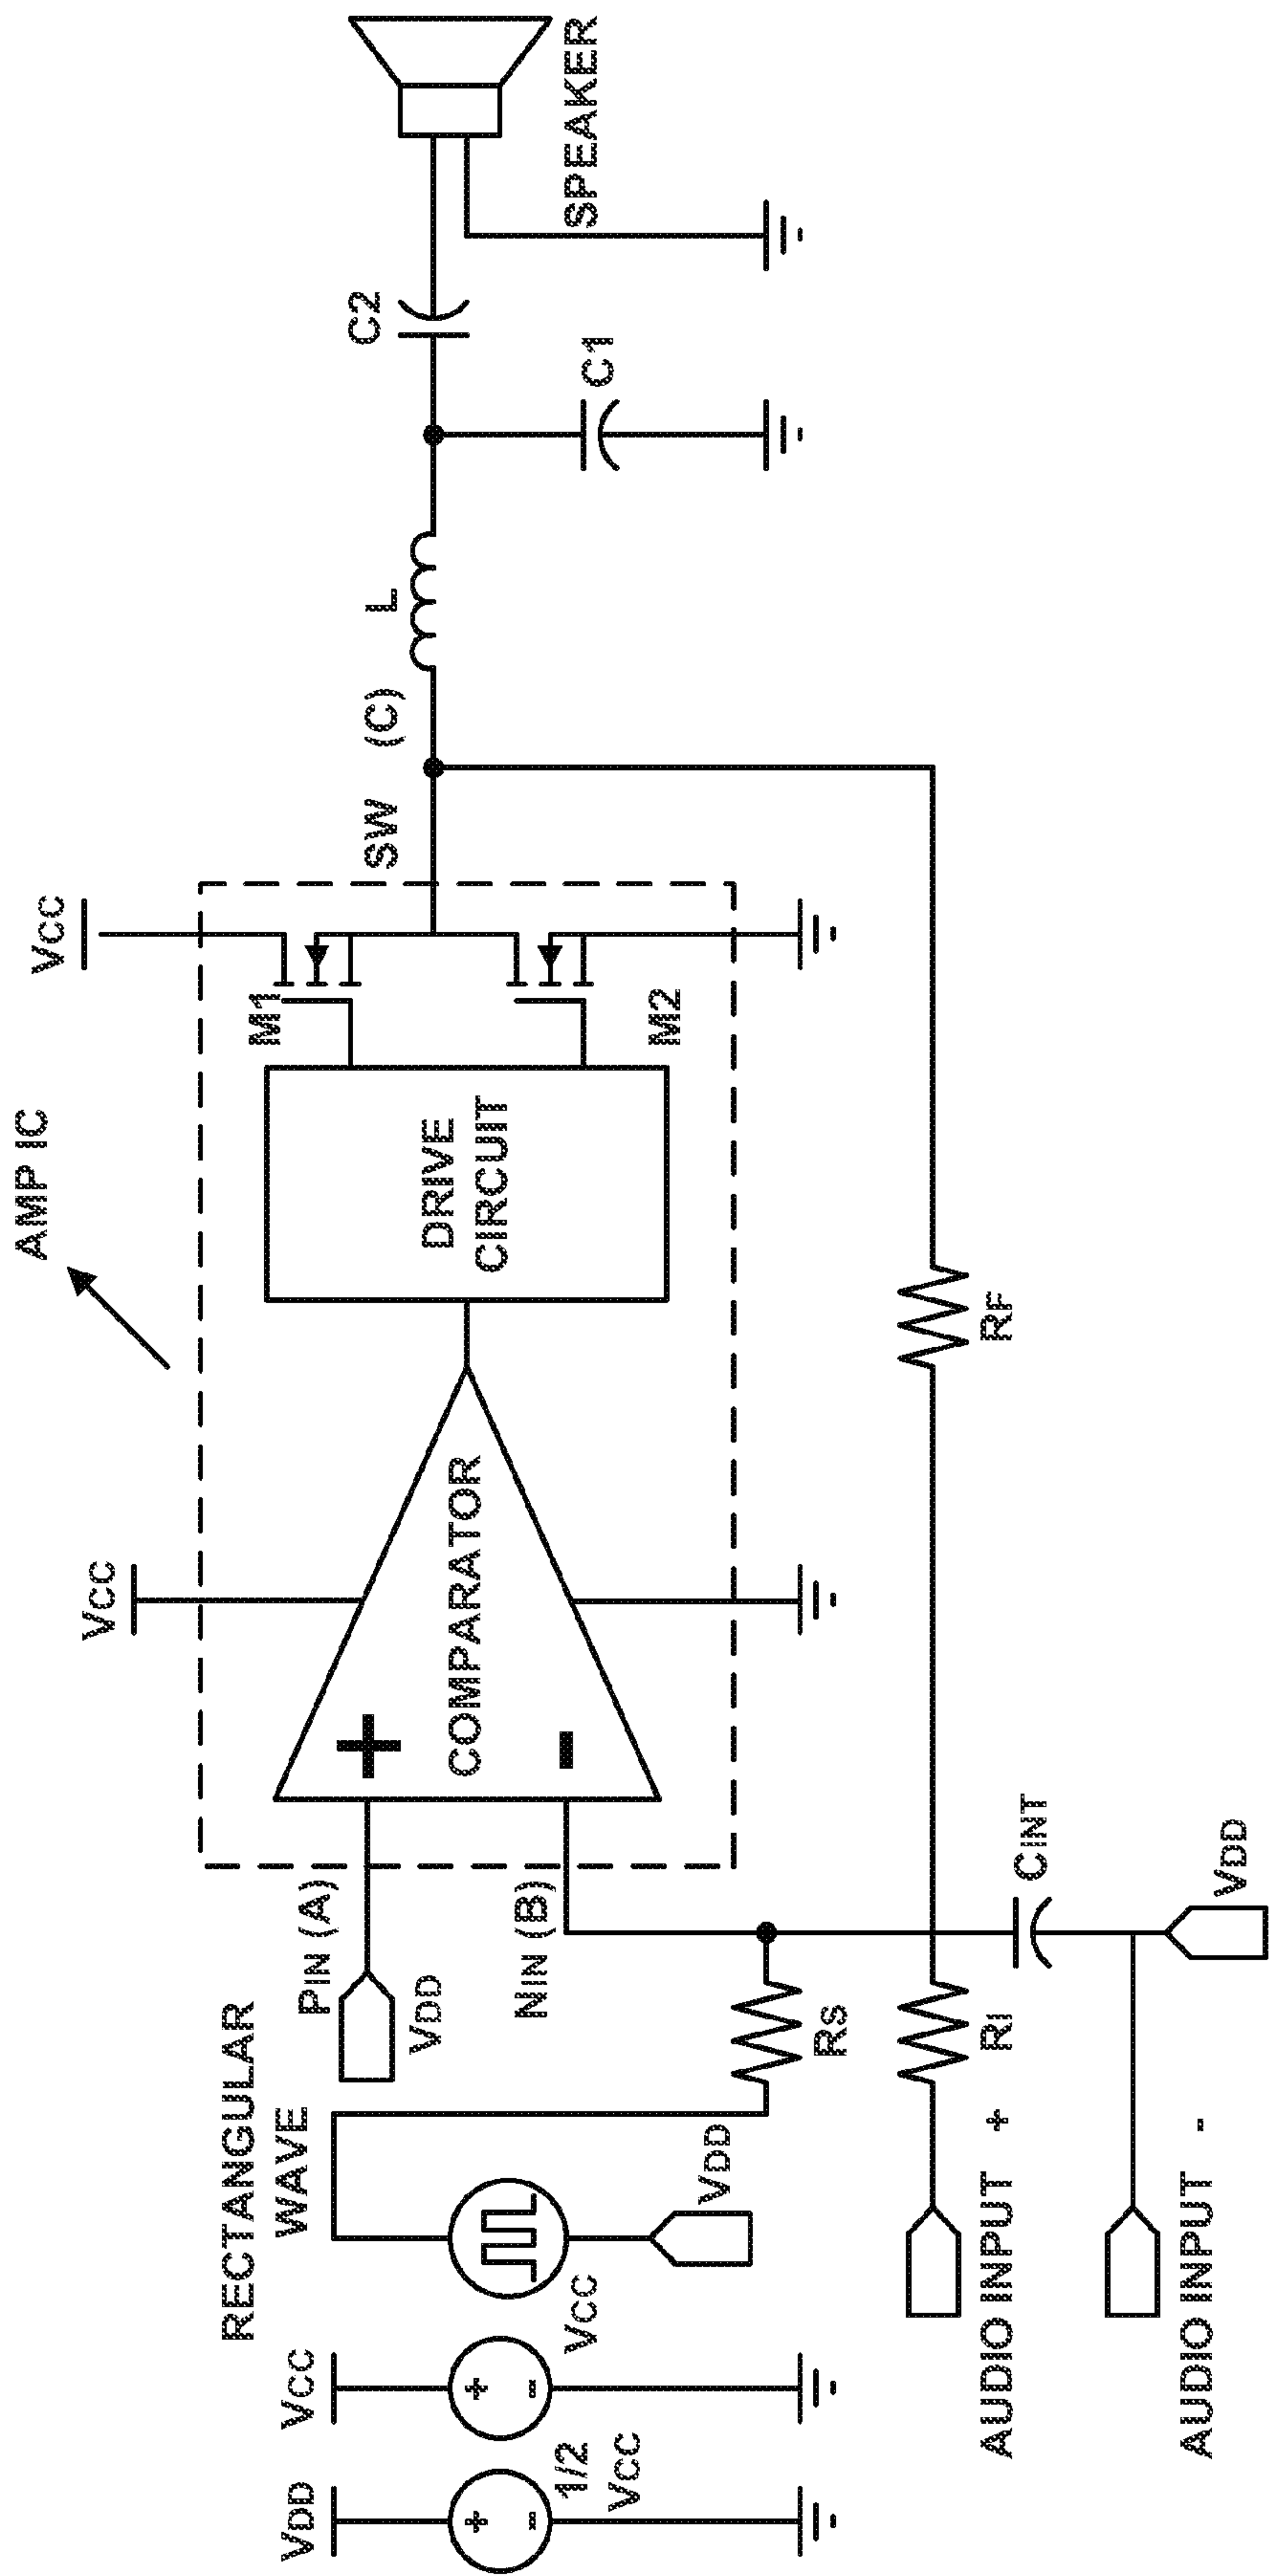 AMP IC
VCC
VCC
M1
DRIVE
CIRCUIT
M2
COMPARATOR
+
-
SW (C)
L
C2
C1
SPEAKER
RECTANGULAR
WAVE
PIN (A)
VDD
NIN (B)
VDD
VCC
VDD
+
-
1/2
VCC
+
-
VCC
VDD
RS
RF
RI
CINT
VDD
AUDIO INPUT +
AUDIO INPUT -